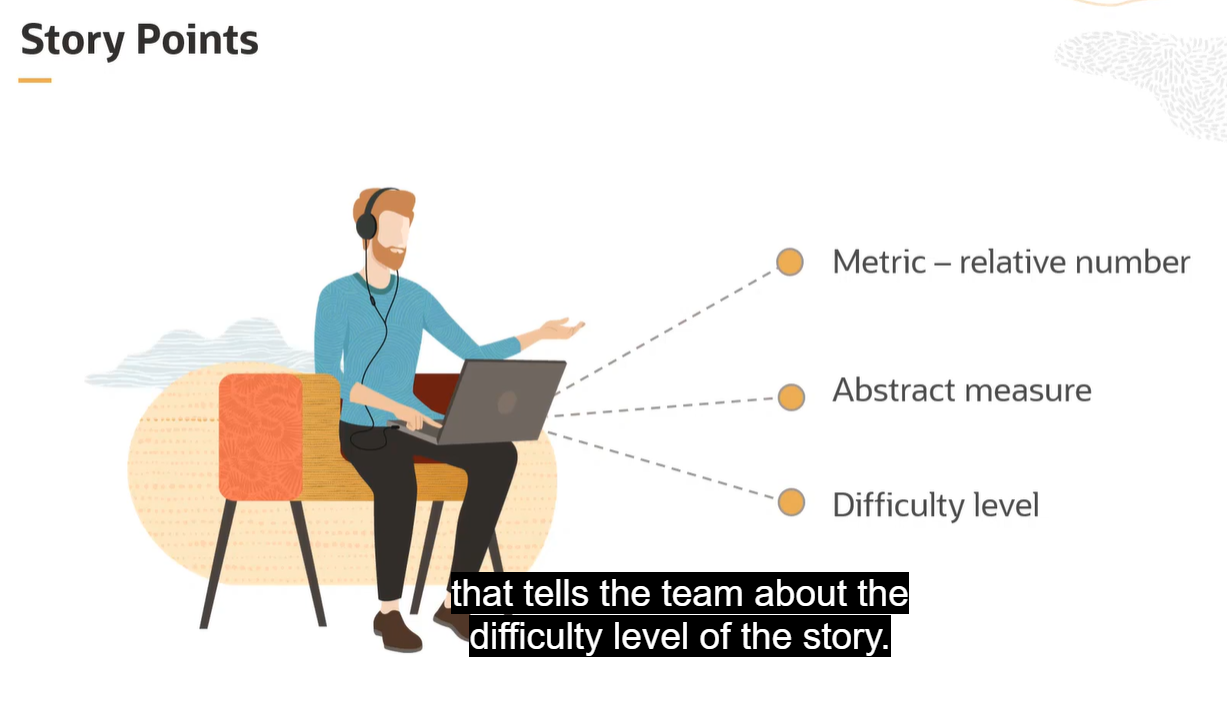 Story Points
Metric – relative number
Abstract measure
Difficulty level
that tells the team about the
difficulty level of the story.